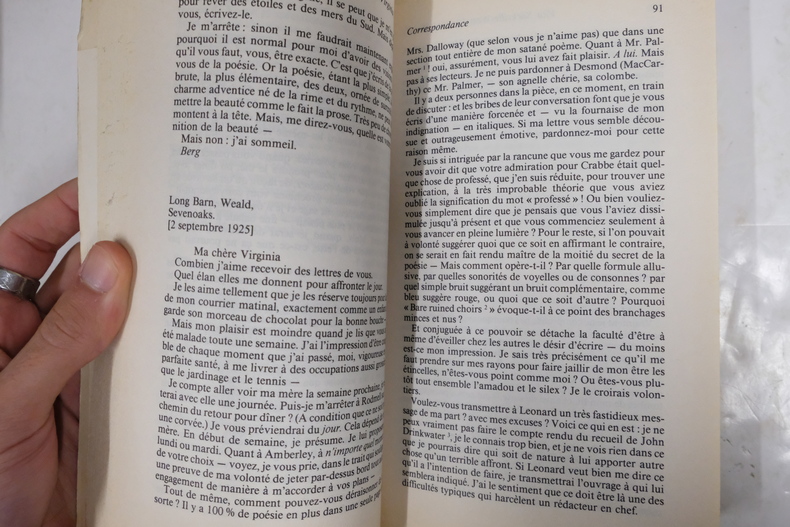 pour rêver des étoiles et des mers du Sud. Mais
vous, écrivez-le.
Je m'arrête : sinon il me faudrait maintenant
pourquoi il est normal pour moi d'avoir des
qu'il vous faut, vous, être exacte. C'est que j'écris
vous de la poésie. Or la poésie, étant la plus
brute, la plus élémentaire, des deux, ornée de
charme adventice né de la rime et du rythme, ne
mettre la beauté comme le fait la prose. Très peu de
montent à la tête. Mais, me direz-vous, quelle est
nition de la beauté —
Mais non : j'ai sommeil.
Berg
Long Barn, Weald,
Sevenoaks.
[2 septembre 1925]
Ma chère Virginia
Combien j'aime recevoir des lettres de vous.
Quel élan elles me donnent pour affronter le jour.
Je les aime tellement que je les réserve toujours
de mon courrier matinal, exactement comme un
garde son morceau de chocolat pour la bonne
Mais mon plaisir est moindre quand je lis que
été malade toute une semaine. J'ai l'impression
ble de chaque moment que j'ai passé, moi, vigoureuse
parfaite santé, à me livrer à des occupations aussi
que le jardinage et le tennis —
Je compte aller voir ma mère la semaine prochaine,
terai avec elle une journée. Puis-je m'arrêter à
chemin du retour pour dîner ? (A condition que ce ne
une corvée.) Je vous préviendrai du jour. Cela dépend
mère. En début de semaine, je présume. Je lui
lundi ou mardi. Quant à Amberley, à n'importe quel
de votre choix — voyez, je vous prie, dans le trait qui
une preuve de ma volonté de jeter par-dessus bord tout
engagement de manière à m'accorder à vos plans —
Tout de même, comment pouvez-vous
sorte ? Il y a 100 % de poésie en plus dans une seule
Correspondance
91
Mrs. Dalloway (que selon vous je n'aime pas) que dans une
section tout entière de mon satané poème. Quant à Mr. Pal-
mer ¹ ! oui, assurément, vous lui avez fait plaisir. A lui. Mais
pas à ses lecteurs. Je ne puis pardonner à Desmond (MacCar-
thy) ce Mr. Palmer, — son agnelle chérie, sa colombe.
Il y a deux personnes dans la pièce, en ce moment, en train
de discuter : et les bribes de leur conversation font que je vous
écris d'une manière forcenée et — vu la fournaise de mon
indignation — en italiques. Si ma lettre vous semble décou-
sue et outrageusement émotive, pardonnez-moi pour cette
raison même.
Je suis si intriguée par la rancune que vous me gardez pour
vous avoir dit que votre admiration pour Crabbe était quel-
que chose de professé, que j'en suis réduite, pour trouver une
explication, à la très improbable théorie que vous aviez
oublié la signification du mot « professé » ! Ou bien vouliez-
vous simplement dire que je pensais que vous l'aviez dissi-
mulée jusqu'à présent et que vous commenciez seulement à
vous avancer en pleine lumière ? Pour le reste, si l'on pouvait
à volonté suggérer quoi que ce soit en affirmant le contraire,
on se serait en fait rendu maître de la moitié du secret de la
poésie — Mais comment opère-t-il ? Par quelle formule allu-
sive, par quelles sonorités de voyelles ou de consonnes ? par
quel simple bruit suggérant un bruit complémentaire, comme
bleu suggère rouge, ou quoi que ce soit d'autre ? Pourquoi
« Bare ruined choirs ² » évoque-t-il à ce point des branchages
minces et nus ?
Et conjuguée à ce pouvoir se détache la faculté d'être à
même d'éveiller chez les autres le désir d'écrire — du moins
est-ce mon impression. Je sais très précisément ce qu'il me
faut prendre sur mes rayons pour faire jaillir de mon être les
étincelles, n'êtes-vous point comme moi ? Ou êtes-vous plu-
tôt tout ensemble l'amadou et le silex ? Je le croirais volon-
tiers.
Voulez-vous transmettre à Leonard un très fastidieux mes-
sage de ma part ? avec mes excuses ? Voici ce qui en est : je ne
peux vraiment pas faire le compte rendu du recueil de John
Drinkwater ³, je le connais trop bien, et je ne vois rien dans ce
que je pourrais dire qui soit de nature à lui apporter autre
chose qu'un terrible affront. Si Leonard veut bien me dire ce
qu'il a l'intention de faire, je transmettrai l'ouvrage à qui lui
semblera indiqué. J'ai le sentiment que ce doit être là une des
difficultés typiques qui harcèlent un rédacteur en chef.